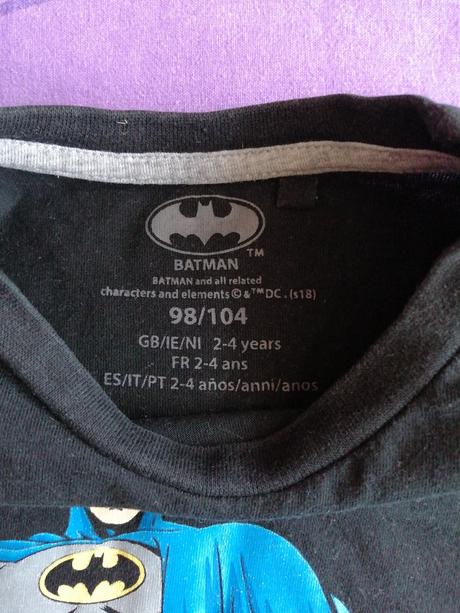 ™
BATMAN
BATMAN and all related
characters and elements © & ™ DC. (s18)
98/104
GB/IE/NI 2-4 years
FR 2-4 ans
ES/IT/PT 2-4 años/anni/anos